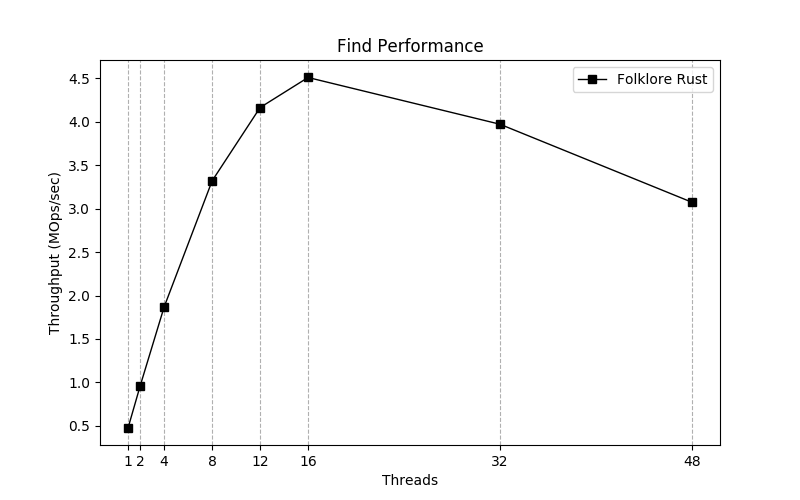 Find Performance
Folklore Rust
Throughput (MOps/sec)
4.5
4.0
3.5
3.0
2.5
2.0
1.5
1.0
0.5
1 2 4 8 12 16 32 48
Threads